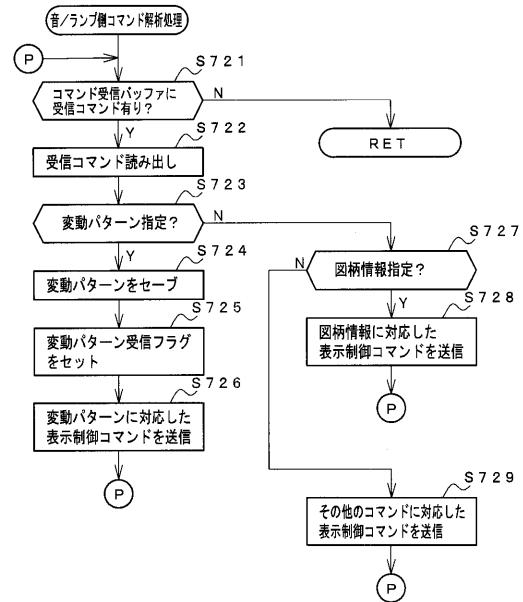 音／ランプ側コマンド解析処理
P
S721
コマンド受信バッファに
受信コマンド有り？
N
Y
RET
S722
受信コマンド読み出し
S723
変動パターン指定？
N
Y
S724
変動パターンをセーブ
S725
変動パターン受信フラグ
をセット
S726
変動パターンに対応した
表示制御コマンドを送信
P
S727
図柄情報指定？
N
Y
S728
図柄情報に対応した
表示制御コマンドを送信
P
S729
その他のコマンドに対応した
表示制御コマンドを送信
P